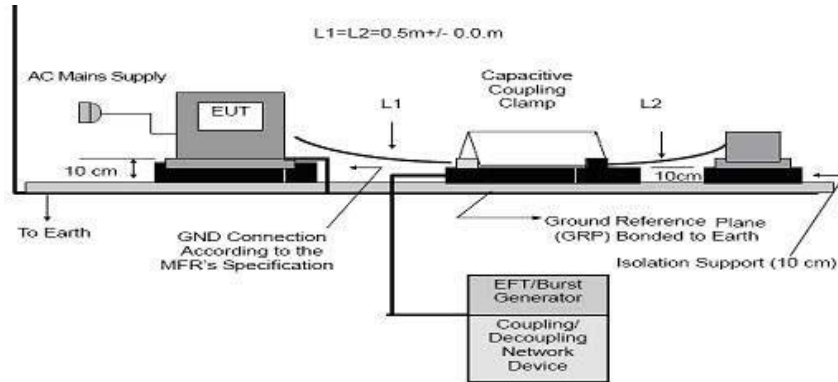 L1=L2=0.5m+/- 0.0.m
AC Mains Supply
EUT
L1
Capacitive
Coupling
Clamp
L2
10 cm
10cm
To Earth
GND Connection
According to the
MFR's Specification
Ground Reference Plane
(GRP) Bonded to Earth
Isolation Support (10 cm)
EFT/Burst
Generator
Coupling/
Decoupling
Network
Device